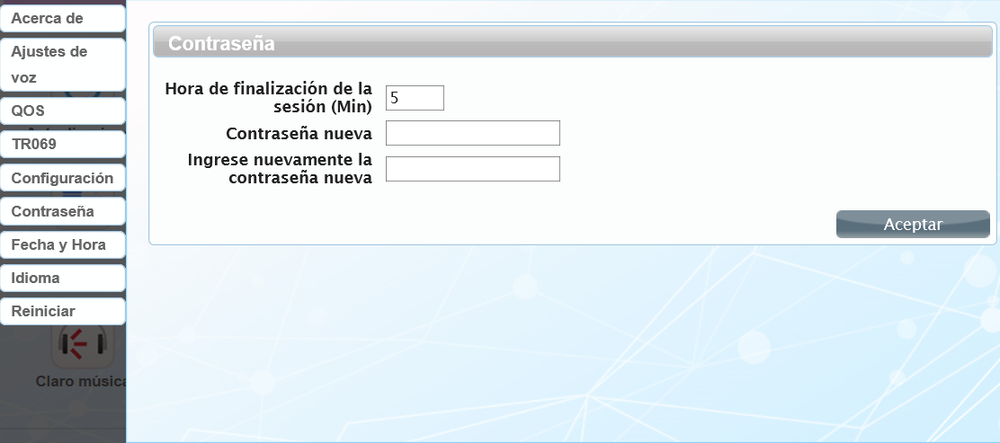 Acerca de
Ajustes de
voz
QOS
TR069
Configuración
Contraseña
Fecha y Hora
Idioma
Reiniciar
Claro música
Contraseña
Hora de finalización de la
sesión (Min)
5
Contraseña nueva
Ingrese nuevamente la
contraseña nueva
Aceptar